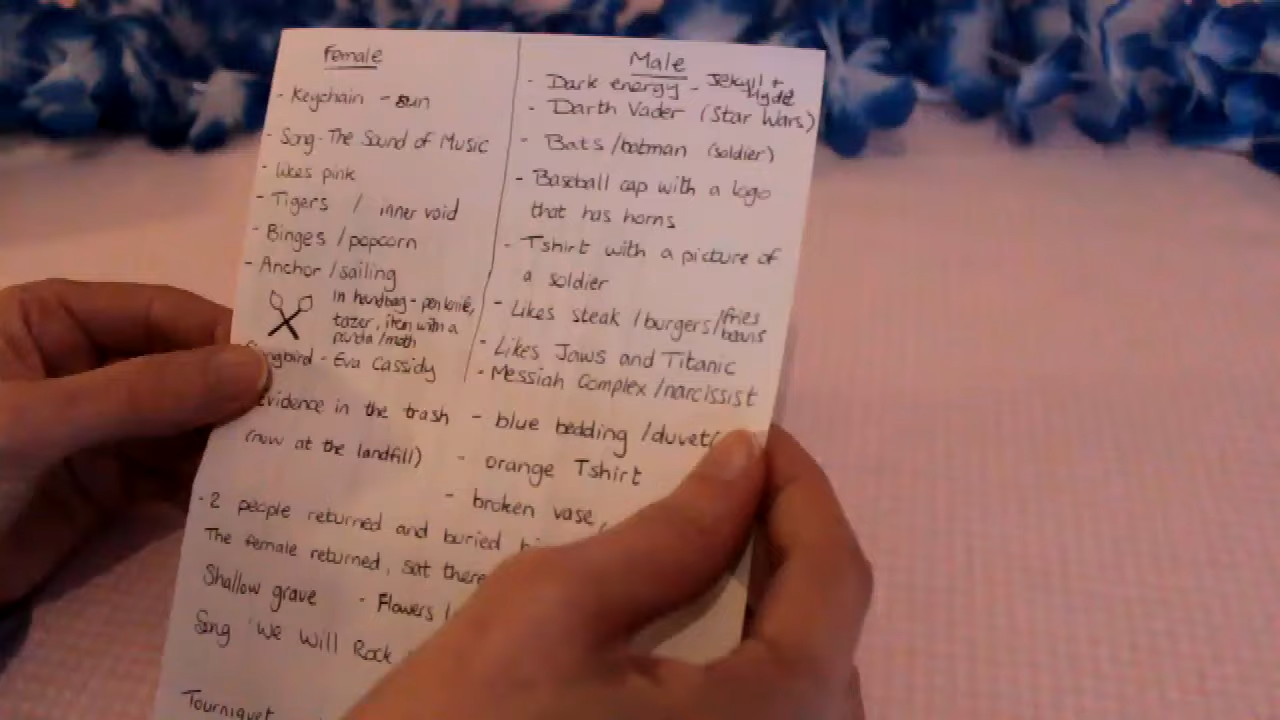 Female
- Keychain - sun
- Song - The Sound of Music
- likes pink
- Tigers / inner void
- Binges / popcorn
- Anchor / sailing
in handbag - pen knife,
tazer, item with a
panda / moth
- Eva Cassidy
Male
- Dark energy - Jekyll +
Hyde
- Darth Vader (Star Wars)
- Bats / batman (soldier)
- Baseball cap with a logo
that has horns
- Tshirt with a picture of
a soldier
- Likes steak / burgers / fries
beans
- Likes Jaws and Titanic
- Messiah Complex / narcissist
Evidence in the trash - blue bedding / duvet
(now at the landfill) - orange Tshirt
- broken vase,
- 2 people returned and buried
The female returned, sat there
Shallow grave - Flowers
Song 'We Will Rock
Tourniquet